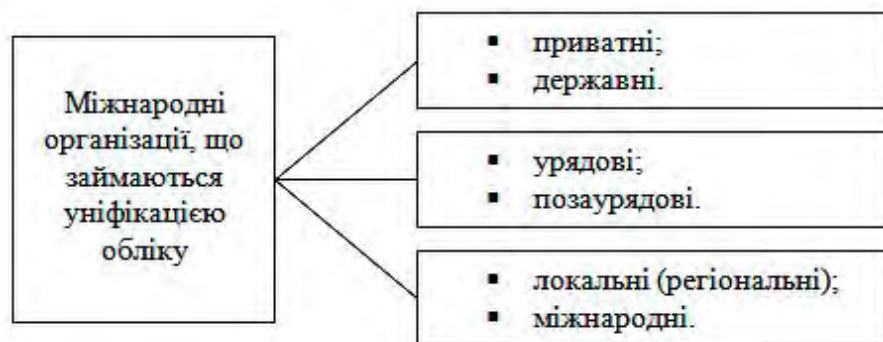 Міжнародні
організації, що
займаються
уніфікацією
обліку
▪ приватні;
▪ державні.
▪ урядові;
▪ позаурядові.
▪ локальні (регіональні);
▪ міжнародні.